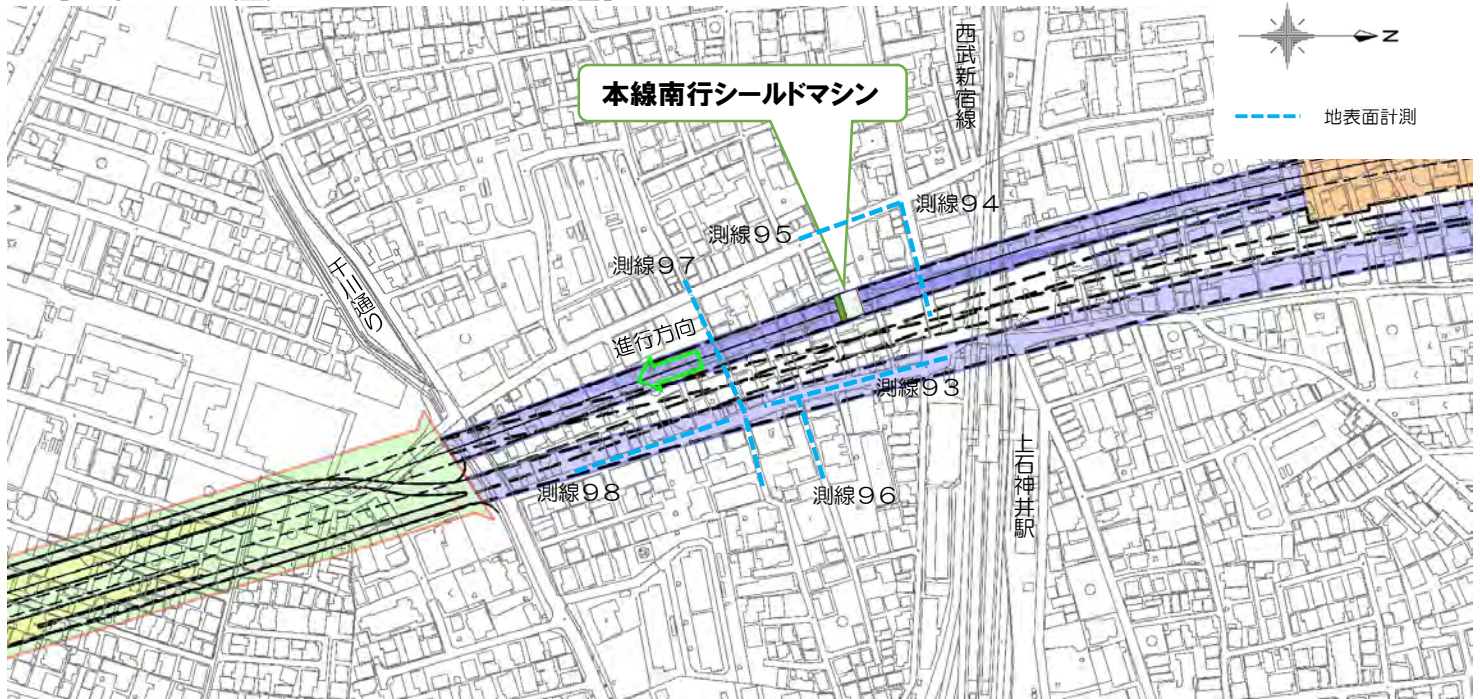 西武新宿線
N
地表面計測
本線南行シールドマシン
測線94
測線95
測線97
千川通り
進行方向
測線93
測線98
測線96
上石神井駅